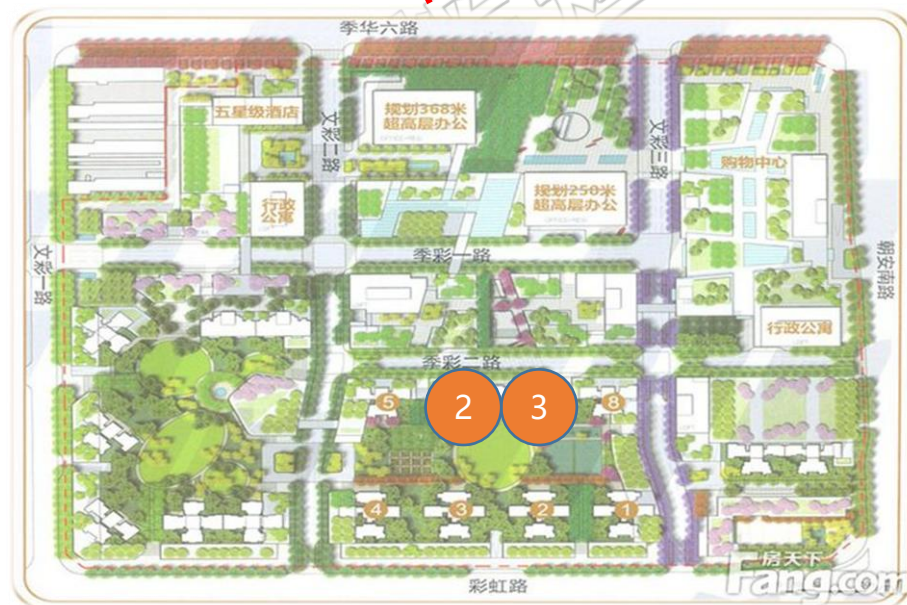 季华六路
五星级酒店
文彩二路
规划368米
超高层办公
文彩三路
购物中心
行政
公寓
规划250米
超高层办公
文彩一路
季彩一路
朝安南路
行政公寓
季彩二路
5
2
3
8
4
3
2
1
彩虹路
房天下
Fang.com